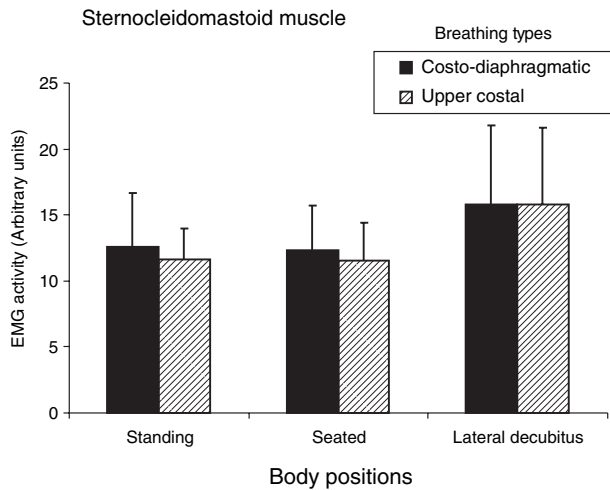 Sternocleidomastoid muscle
Breathing types
Costo-diaphragmatic
Upper costal
EMG activity (Arbitrary units)
25
20
15
10
5
0
Standing Seated Lateral decubitus
Body positions